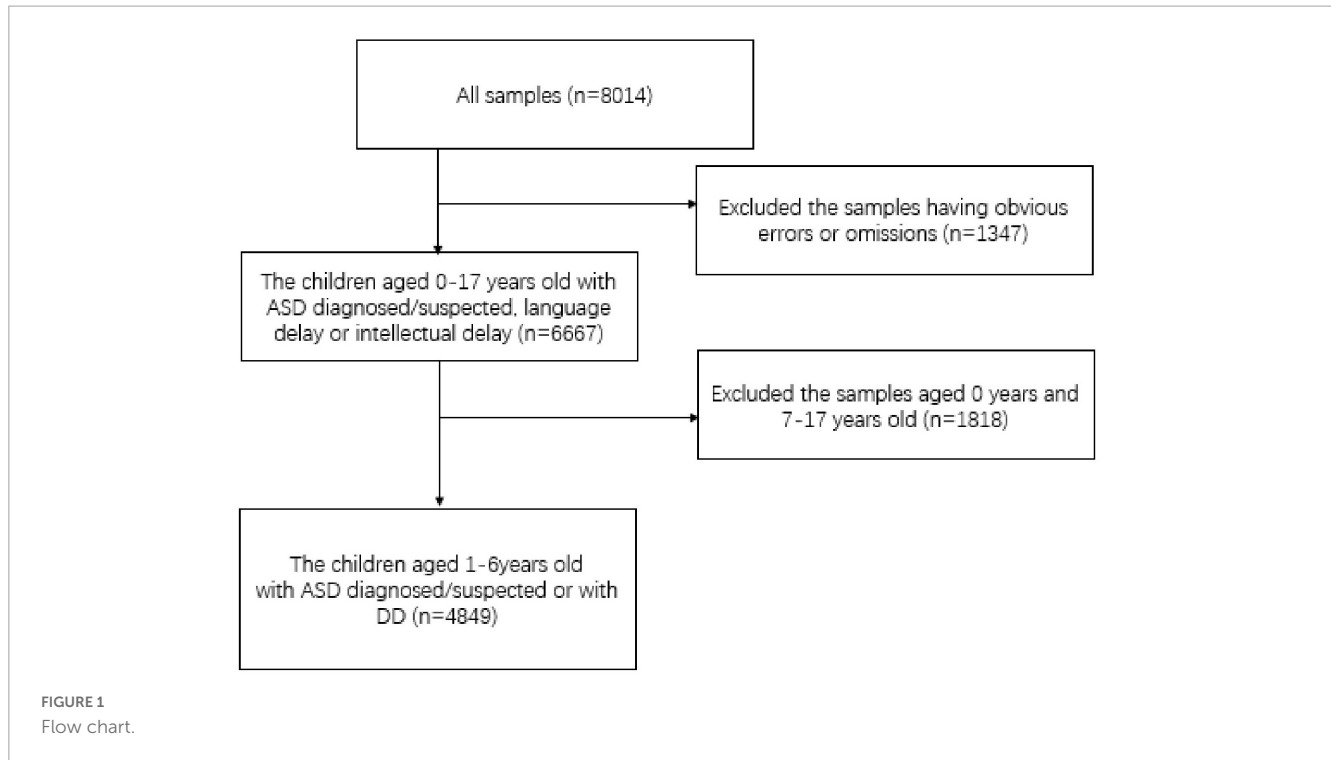 All samples (n=8014)
Excluded the samples having obvious
errors or omissions (n=1347)
The children aged 0-17 years old with
ASD diagnosed/suspected, language
delay or intellectual delay (n=6667)
Excluded the samples aged 0 years and
7-17 years old (n=1818)
The children aged 1-6years old
with ASD diagnosed/suspected or with
DD (n=4849)
FIGURE 1
Flow chart.